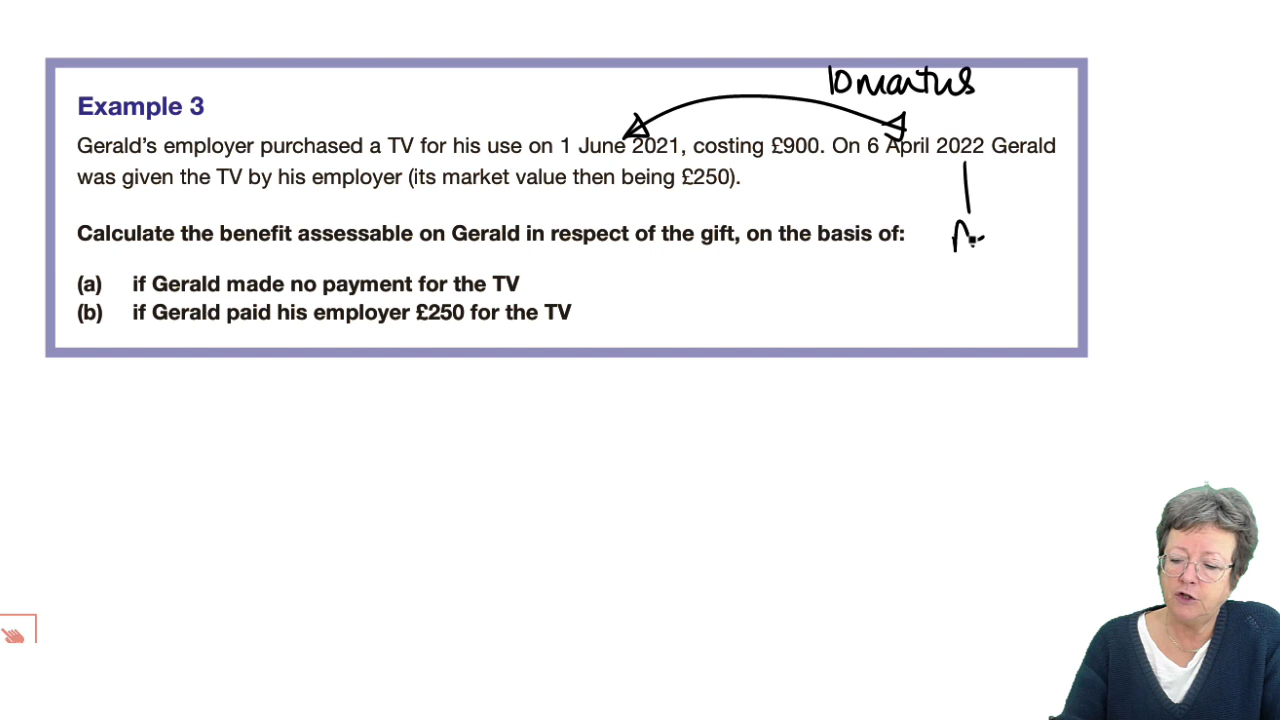 10 months
Example 3
Gerald’s employer purchased a TV for his use on 1 June 2021, costing £900. On 6 April 2022 Gerald
was given the TV by his employer (its market value then being £250).
Calculate the benefit assessable on Gerald in respect of the gift, on the basis of:
(a) if Gerald made no payment for the TV
(b) if Gerald paid his employer £250 for the TV